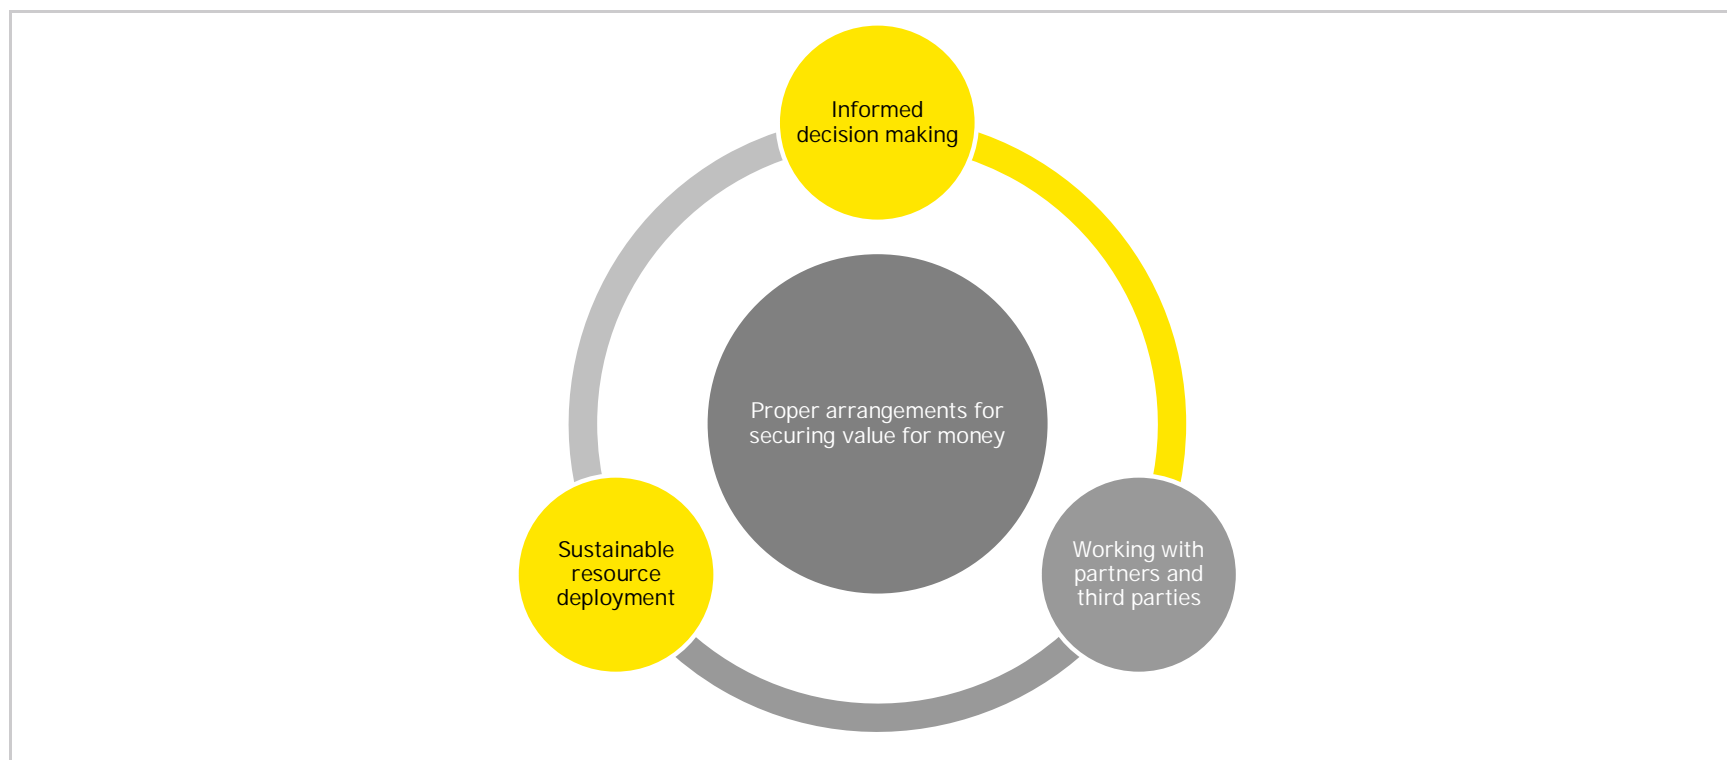 Informed
decision making
Proper arrangements for
securing value for money
Sustainable
resource
deployment
Working with
partners and
third parties